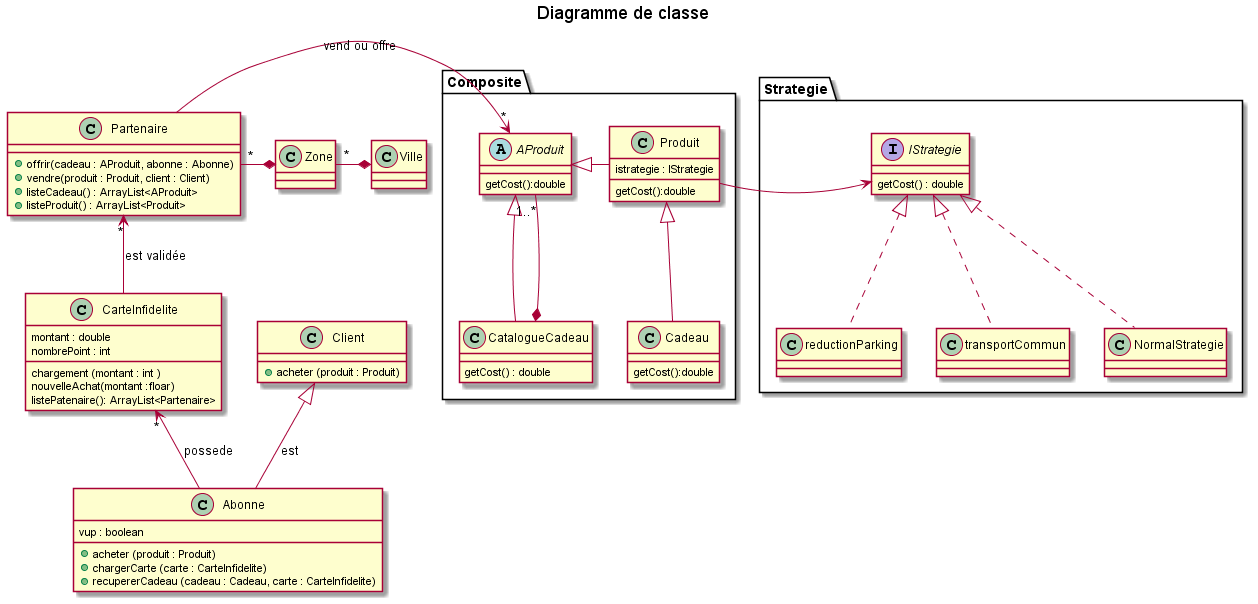 Diagramme de classe
vend ou offre
*
Composite
Strategie
C Partenaire
offrir(cadeau : AProduit, abonne : Abonne)
vendre(produit : Produit, client : Client)
listeCadeau() : ArrayList<AProduit>
listeProduit() : ArrayList<Produit>
*
C Zone
*
C Ville
A AProduit
getCost():double
1..*
C Produit
istrategie : IStrategie
getCost():double
I IStrategie
getCost() : double
*
est validée
C CarteInfidelite
montant : double
nombrePoint : int
chargement (montant : int )
nouvelleAchat(montant :floar)
listePatenaire(): ArrayList<Partenaire>
C Client
acheter (produit : Produit)
C CatalogueCadeau
getCost() : double
C Cadeau
getCost():double
C reductionParking
C transportCommun
C NormalStrategie
*
possede
est
C Abonne
vup : boolean
acheter (produit : Produit)
chargerCarte (carte : CarteInfidelite)
recupererCadeau (cadeau : Cadeau, carte : CarteInfidelite)